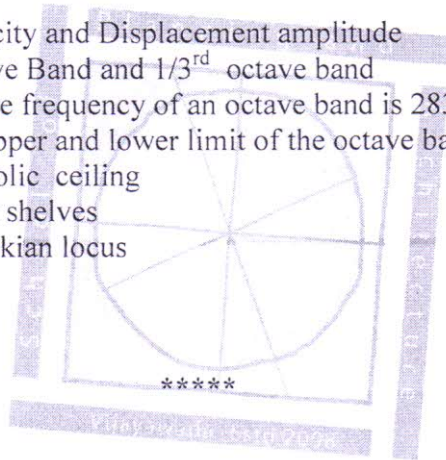 city and Displacement amplitude
ve Band and 1/3rd octave band
e frequency of an octave band is 28
pper and lower limit of the octave ba
olic ceiling
shelves
kian locus
*****